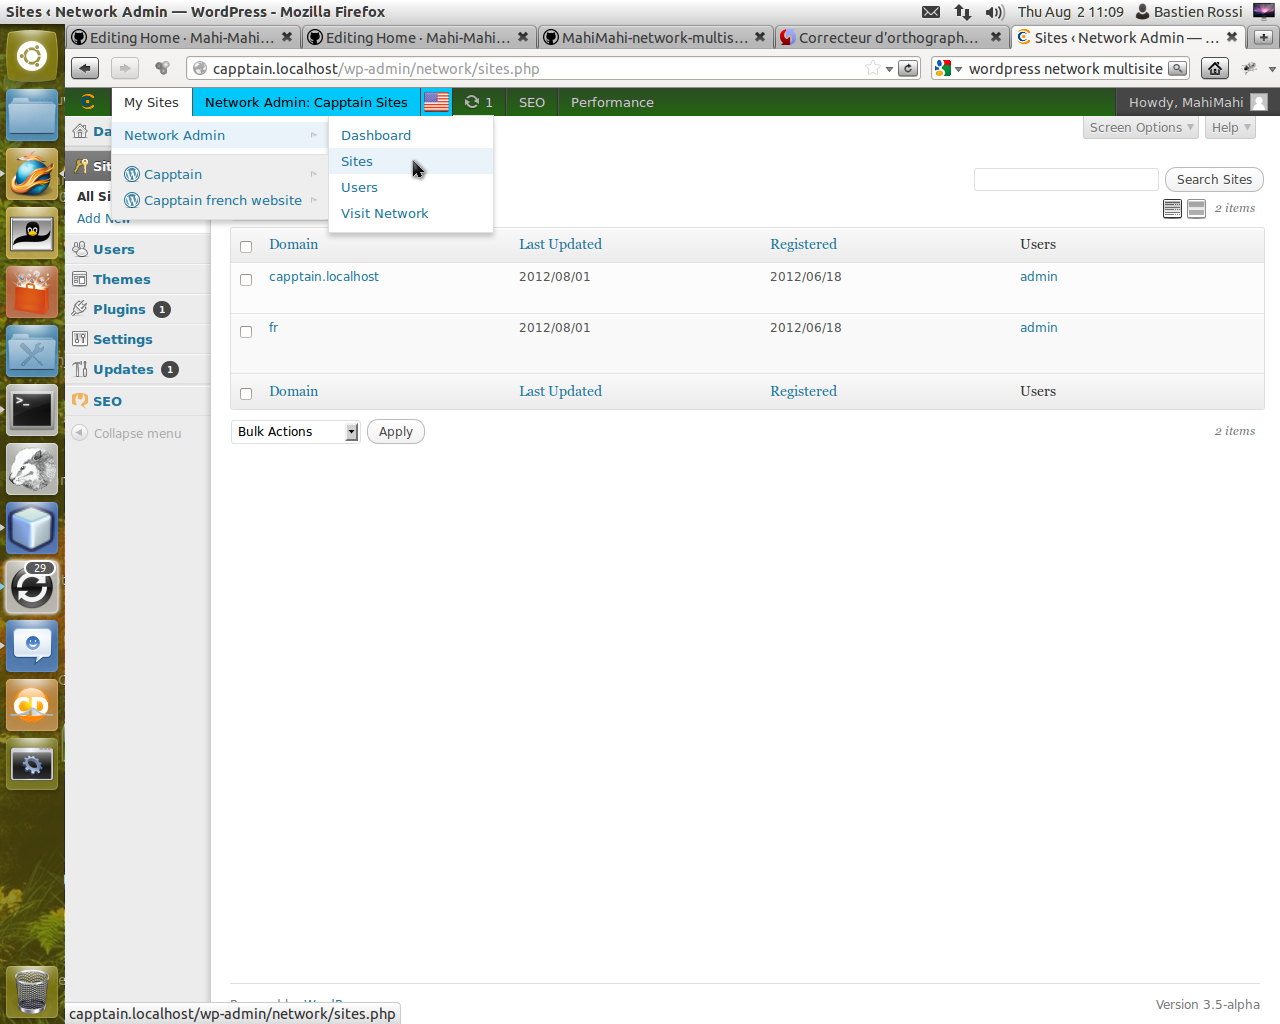 Sites ‹ Network Admin — WordPress - Mozilla Firefox
Thu Aug 2 11:09 Bastien Rossi
Editing Home · Mahi-Mahi...
Editing Home · Mahi-Mahi...
MahiMahi-network-multis...
Correcteur d'orthograph...
Sites ‹ Network Admin — ...
capptain.localhost/wp-admin/network/sites.php
wordpress network multisite
My Sites
Network Admin: Capptain Sites
1
SEO
Performance
Howdy, MahiMahi
Network Admin
Capptain
Capptain french website
Dashboard
Sites
Users
Visit Network
Screen Options
Help
Da
Sit
All Si
Add New
Users
Themes
Plugins 1
Settings
Updates 1
SEO
Collapse menu
Search Sites
2 items
Domain Last Updated Registered Users
capptain.localhost 2012/08/01 2012/06/18 admin
fr 2012/08/01 2012/06/18 admin
Domain Last Updated Registered Users
Bulk Actions
Apply
2 items
29
Version 3.5-alpha
capptain.localhost/wp-admin/network/sites.php